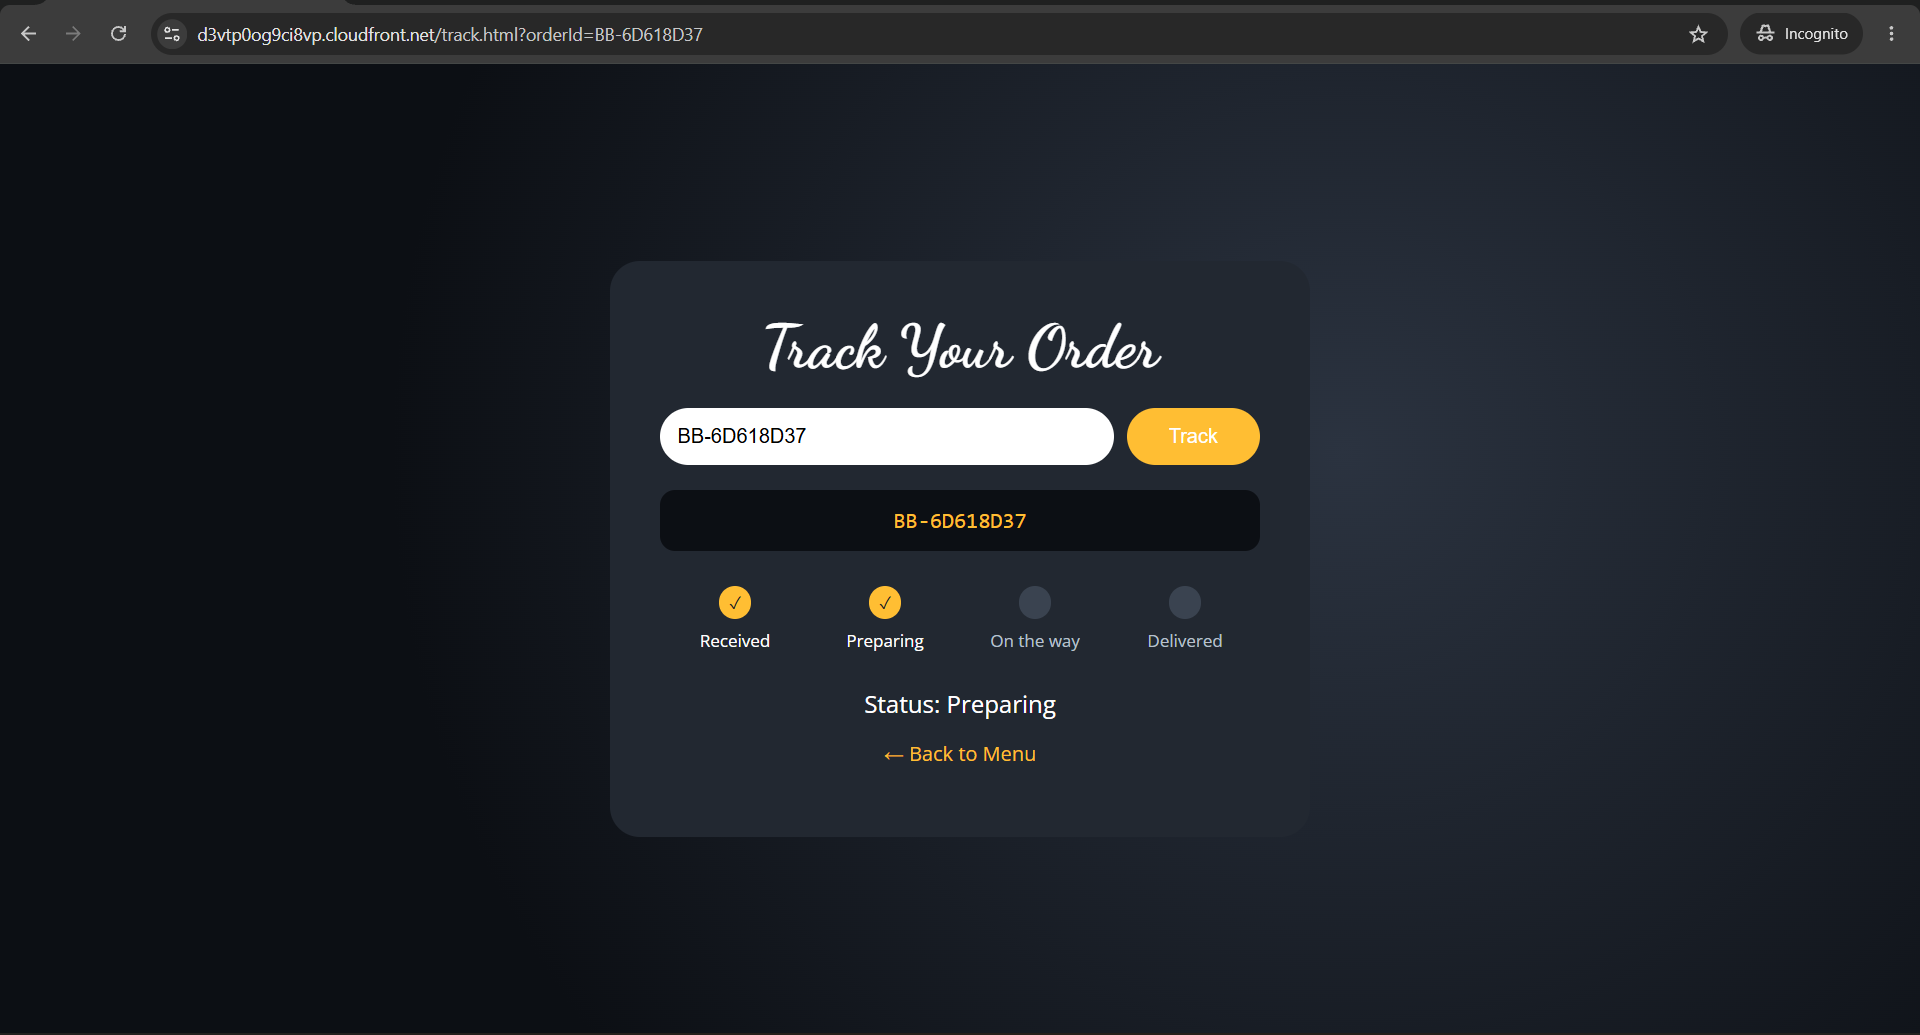 d3vtp0og9ci8vp.cloudfront.net/track.html?orderId=BB-6D618D37
Incognito
Track Your Order
BB-6D618D37
Track
BB-6D618D37
✓ ✓
Received Preparing On the way Delivered
Status: Preparing
← Back to Menu